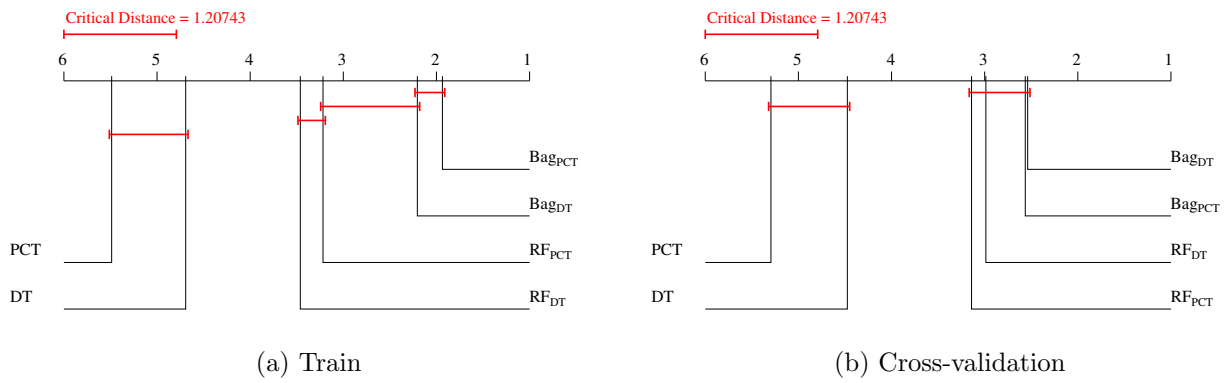 Critical Distance = 1.20743
6 5 4 3 2 1
Bag_PCT
Bag_DT
PCT RF_PCT
DT RF_DT
(a) Train
Critical Distance = 1.20743
6 5 4 3 2 1
Bag_DT
Bag_PCT
PCT RF_DT
DT RF_PCT
(b) Cross-validation